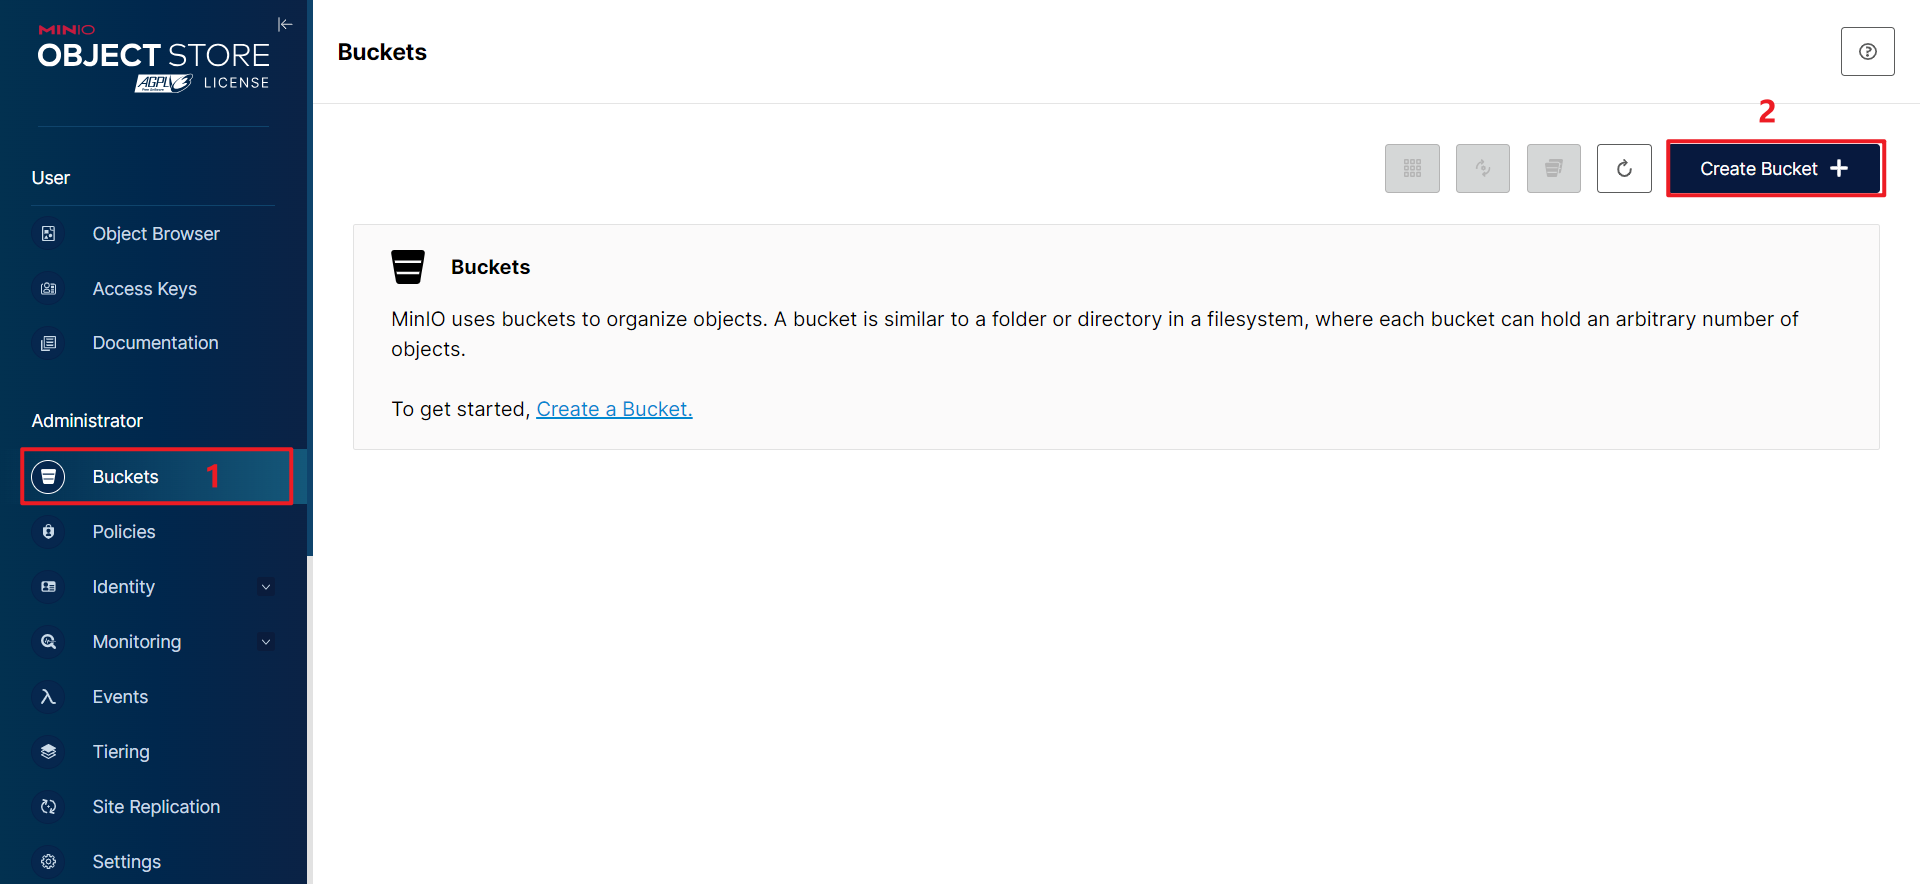 MINIO
OBJECT STORE
AGPLv3 LICENSE
Free Software
User
Object Browser
Access Keys
Documentation
Administrator
Buckets 1
Policies
Identity
Monitoring
Events
Tiering
Site Replication
Settings
Buckets
2
Create Bucket
Buckets
MinIO uses buckets to organize objects. A bucket is similar to a folder or directory in a filesystem, where each bucket can hold an arbitrary number of
objects.
To get started, Create a Bucket.